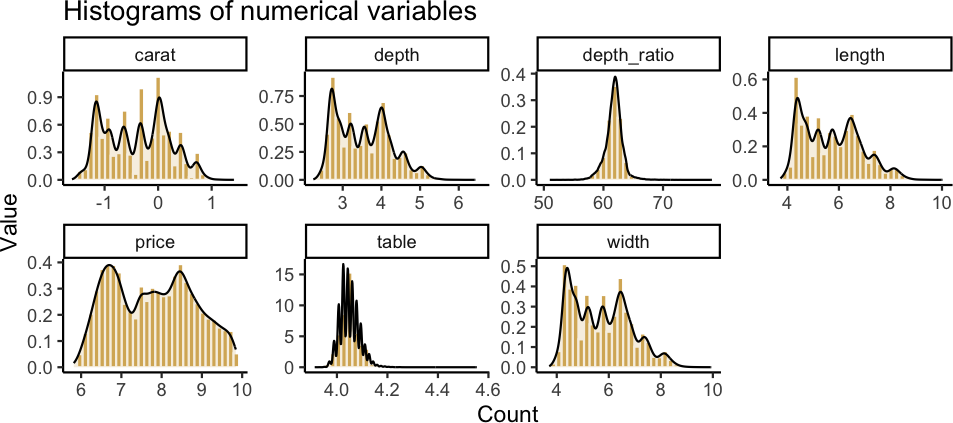 Histograms of numerical variables
carat depth depth_ratio length
0.9 0.6 0.3 0.0
-1 0 1
0.75 0.50 0.25 0.00
3 4 5 6
0.4 0.3 0.2 0.1 0.0
50 60 70
0.6 0.4 0.2 0.0
4 6 8 10
Value
price table width
0.4 0.3 0.2 0.1 0.0
6 7 8 9 10
15 10 5 0
4.0 4.2 4.4 4.6
0.5 0.4 0.3 0.2 0.1 0.0
4 6 8 10
Count